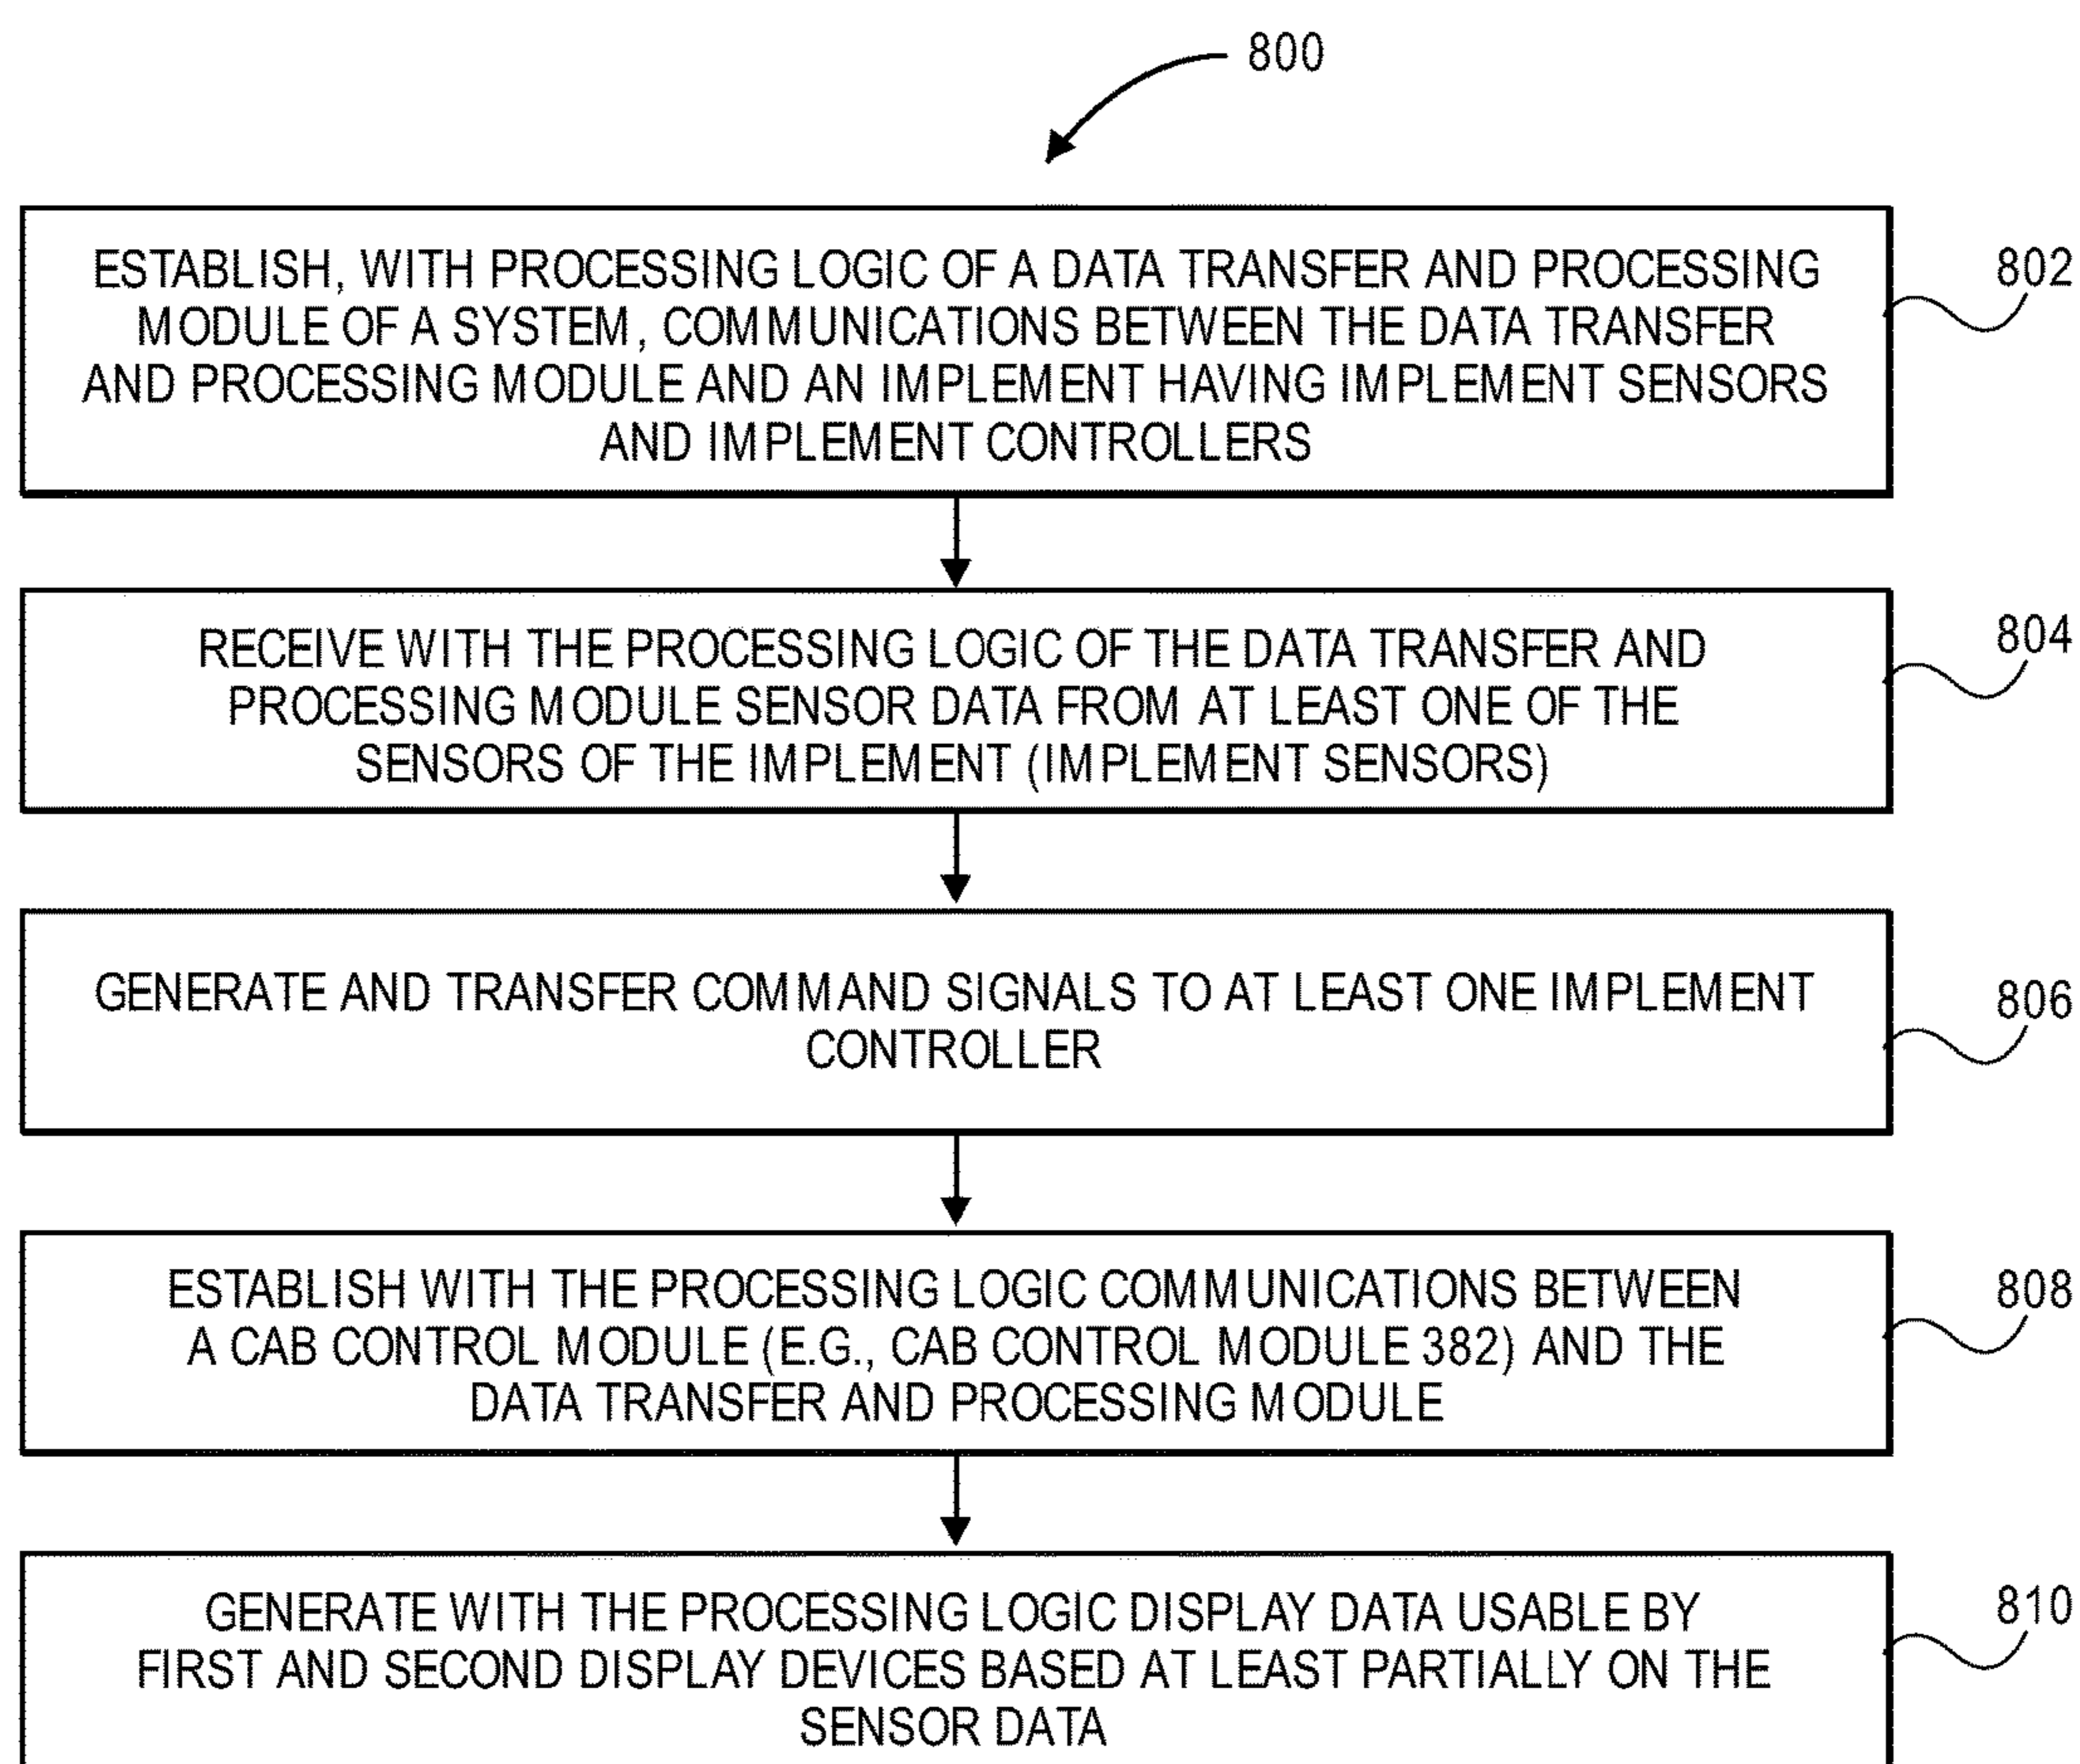 800
ESTABLISH, WITH PROCESSING LOGIC OF A DATA TRANSFER AND PROCESSING
MODULE OF A SYSTEM, COMMUNICATIONS BETWEEN THE DATA TRANSFER
AND PROCESSING MODULE AND AN IMPLEMENT HAVING IMPLEMENT SENSORS
AND IMPLEMENT CONTROLLERS
802
RECEIVE WITH THE PROCESSING LOGIC OF THE DATA TRANSFER AND
PROCESSING MODULE SENSOR DATA FROM AT LEAST ONE OF THE
SENSORS OF THE IMPLEMENT (IMPLEMENT SENSORS)
804
GENERATE AND TRANSFER COMMAND SIGNALS TO AT LEAST ONE IMPLEMENT
CONTROLLER
806
ESTABLISH WITH THE PROCESSING LOGIC COMMUNICATIONS BETWEEN
A CAB CONTROL MODULE (E.G., CAB CONTROL MODULE 382) AND THE
DATA TRANSFER AND PROCESSING MODULE
808
GENERATE WITH THE PROCESSING LOGIC DISPLAY DATA USABLE BY
FIRST AND SECOND DISPLAY DEVICES BASED AT LEAST PARTIALLY ON THE
SENSOR DATA
810